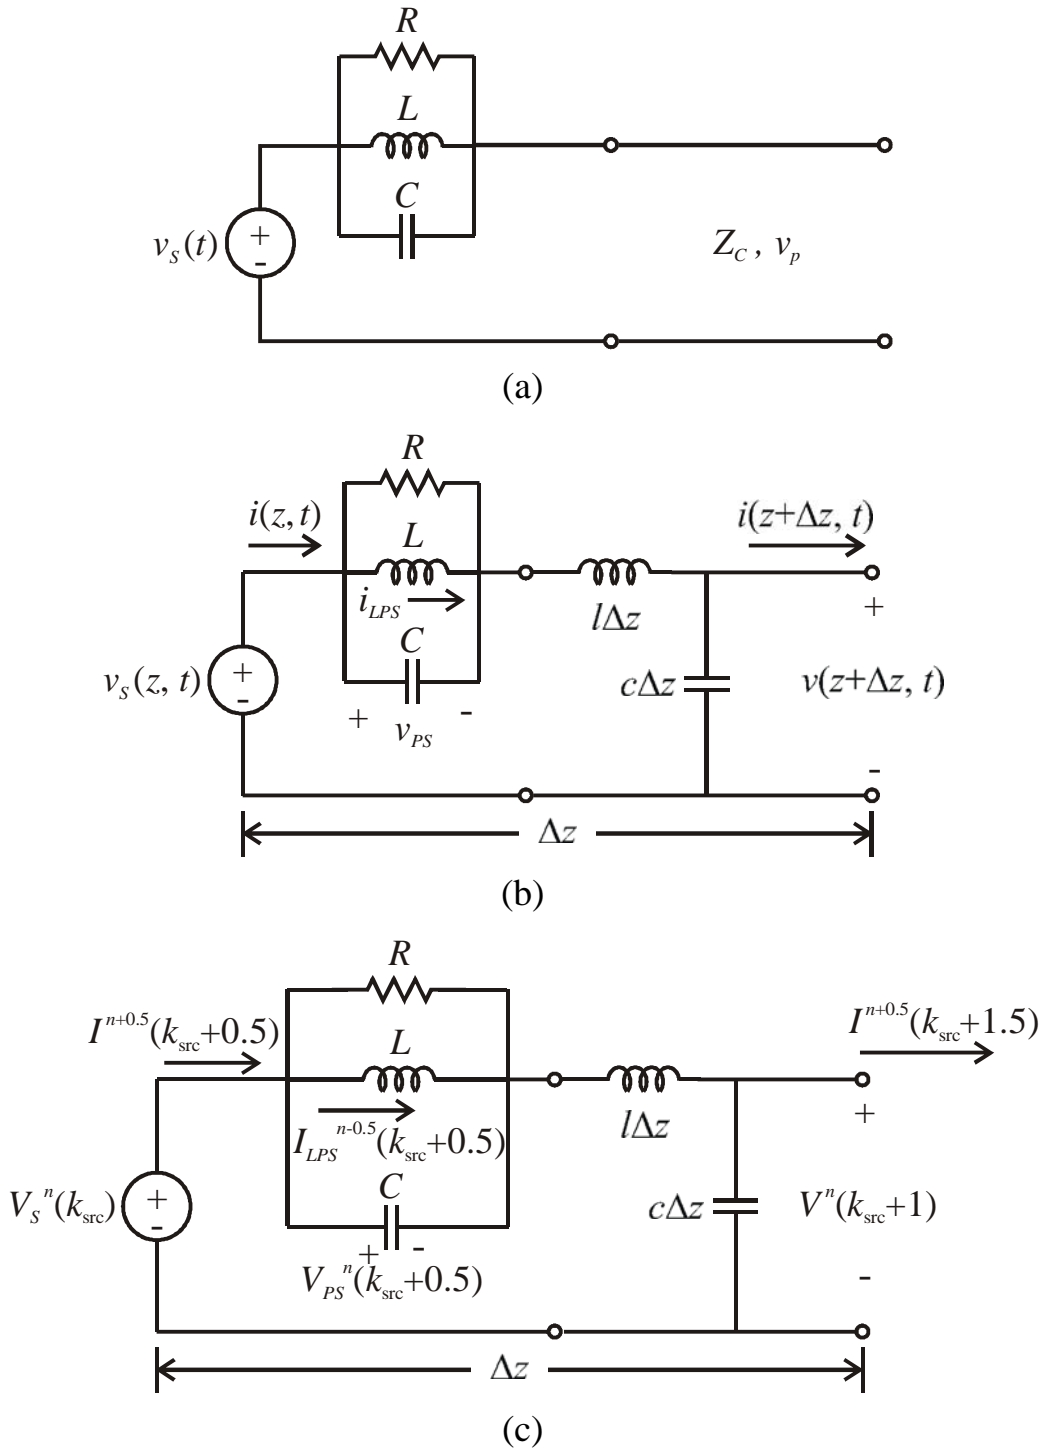 R
L
C
v_S(t)
+
-
Z_C , v_p
(a)
R
i(z, t)
L
i(z+Δz, t)
i_LPS
lΔz
+
C
v_S(z, t)
+
-
cΔz
v(z+Δz, t)
+ v_PS -
-
Δz
(b)
R
I^{n+0.5}(k_src+0.5)
I^{n+0.5}(k_src+1.5)
L
+
I_LPS^{n-0.5}(k_src+0.5)
lΔz
C
V_S^n(k_src)
+
-
cΔz
V^n(k_src+1)
+ -
V_PS^n(k_src+0.5)
-
Δz
(c)